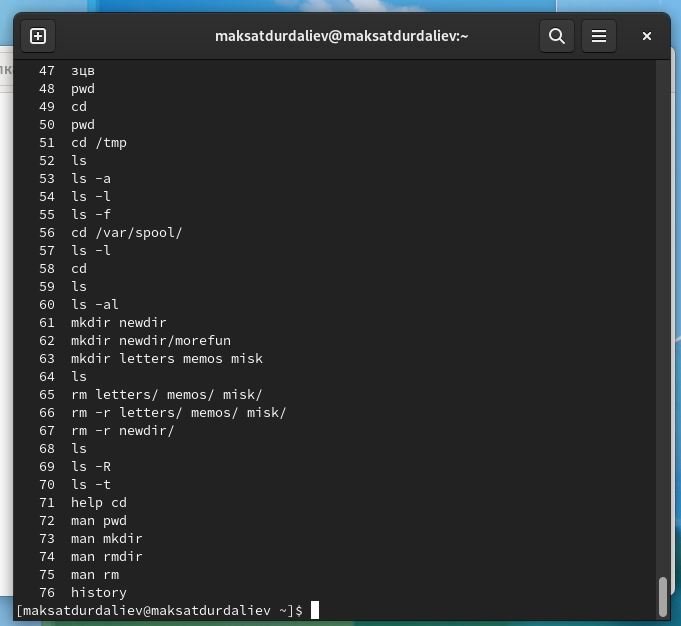 maksatdurdaliev@maksatdurdaliev:~
47 зцв
48 pwd
49 cd
50 pwd
51 cd /tmp
52 ls
53 ls -a
54 ls -l
55 ls -f
56 cd /var/spool/
57 ls -l
58 cd
59 ls
60 ls -al
61 mkdir newdir
62 mkdir newdir/morefun
63 mkdir letters memos misk
64 ls
65 rm letters/ memos/ misk/
66 rm -r letters/ memos/ misk/
67 rm -r newdir/
68 ls
69 ls -R
70 ls -t
71 help cd
72 man pwd
73 man mkdir
74 man rmdir
75 man rm
76 history
[maksatdurdaliev@maksatdurdaliev ~]$